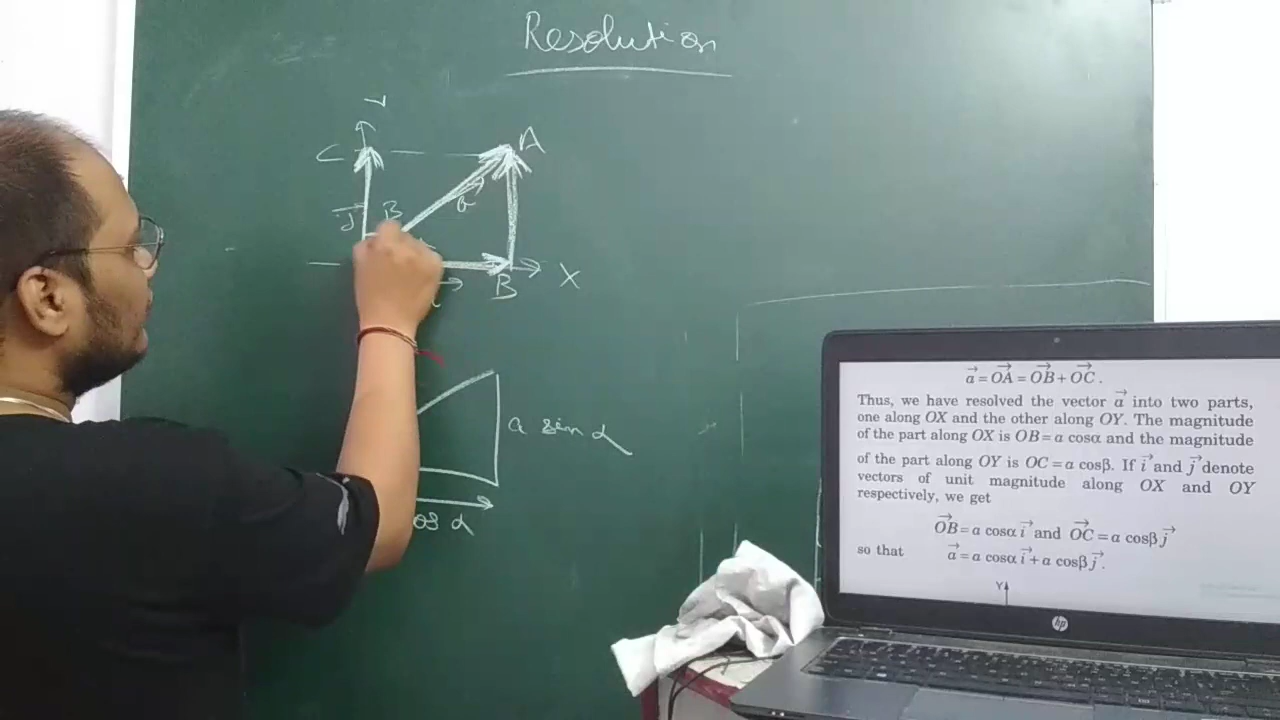 Resolution
C
A
j
B
a
X
B
i
a sin α
os α
→a = →OA = →OB + →OC.
Thus, we have resolved the vector →a into two parts,
one along OX and the other along OY. The magnitude
of the part along OX is OB = a cosα and the magnitude
of the part along OY is OC = a cosβ. If →i and →j denote
vectors of unit magnitude along OX and OY
respectively, we get
→OB = a cosα →i and →OC = a cosβ →j
so that →a = a cosα →i + a cosβ →j.
Y
hp